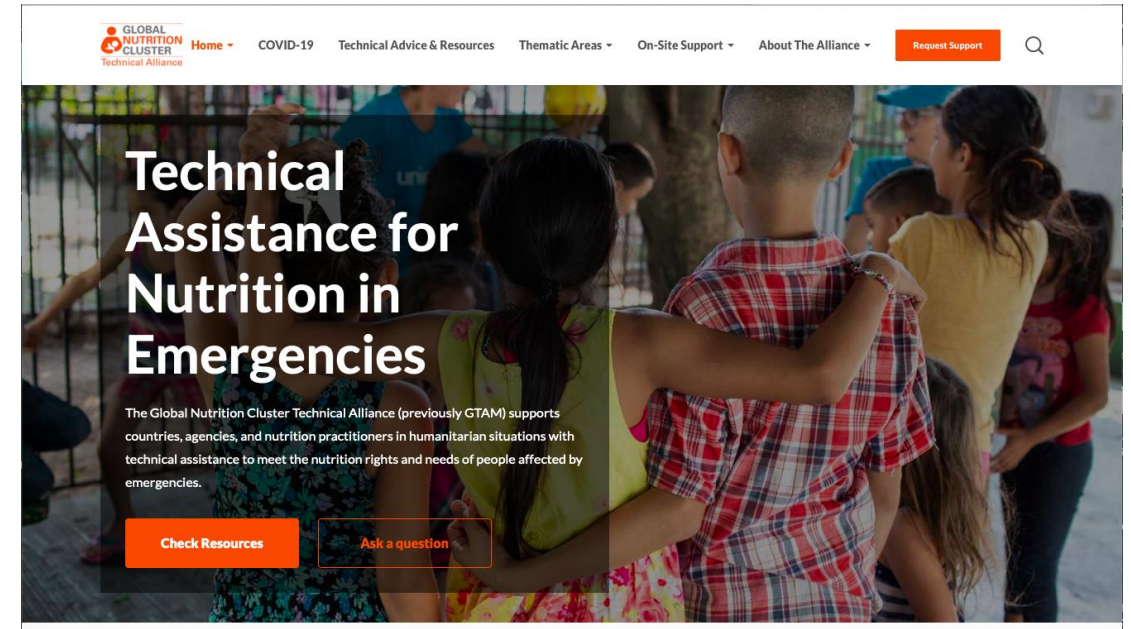 GLOBAL
NUTRITION
CLUSTER
Technical Alliance
Home
COVID-19
Technical Advice & Resources
Thematic Areas
On-Site Support
About The Alliance
Request Support
Technical
Assistance for
Nutrition in
Emergencies
The Global Nutrition Cluster Technical Alliance (previously GTAM) supports
countries, agencies, and nutrition practitioners in humanitarian situations with
technical assistance to meet the nutrition rights and needs of people affected by
emergencies.
Check Resources
Ask a question